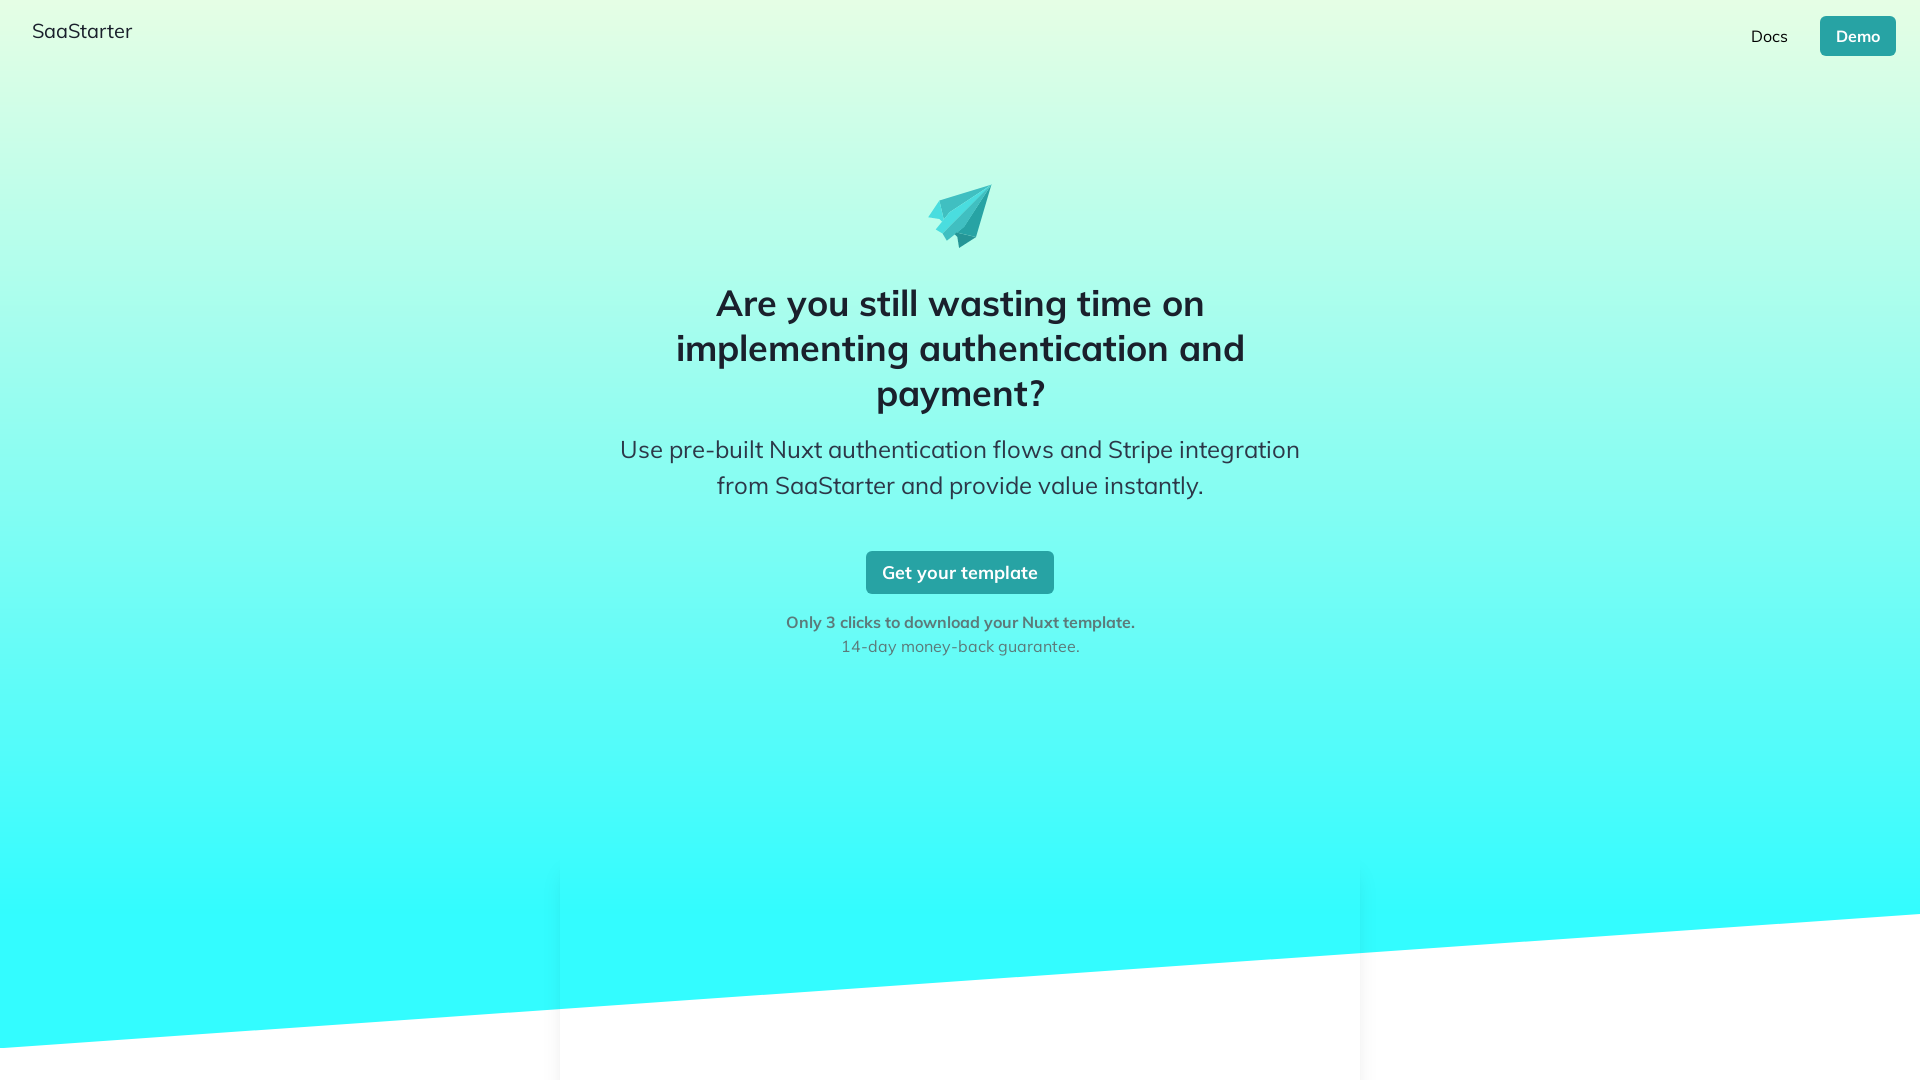 SaaStarter
Docs
Demo
Are you still wasting time on
implementing authentication and
payment?
Use pre-built Nuxt authentication flows and Stripe integration
from SaaStarter and provide value instantly.
Get your template
Only 3 clicks to download your Nuxt template.
14-day money-back guarantee.